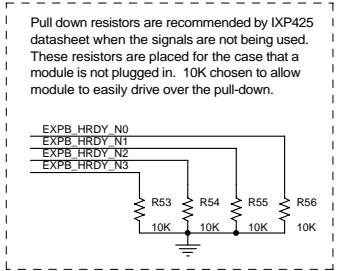 Pull down resistors are recommended by IXP425
datasheet when the signals are not being used.
These resistors are placed for the case that a
module is not plugged in. 10K chosen to allow
module to easily drive over the pull-down.
EXPB_HRDY_N0
EXPB_HRDY_N1
EXPB_HRDY_N2
EXPB_HRDY_N3
R53 R54 R55 R56
10K 10K 10K 10K